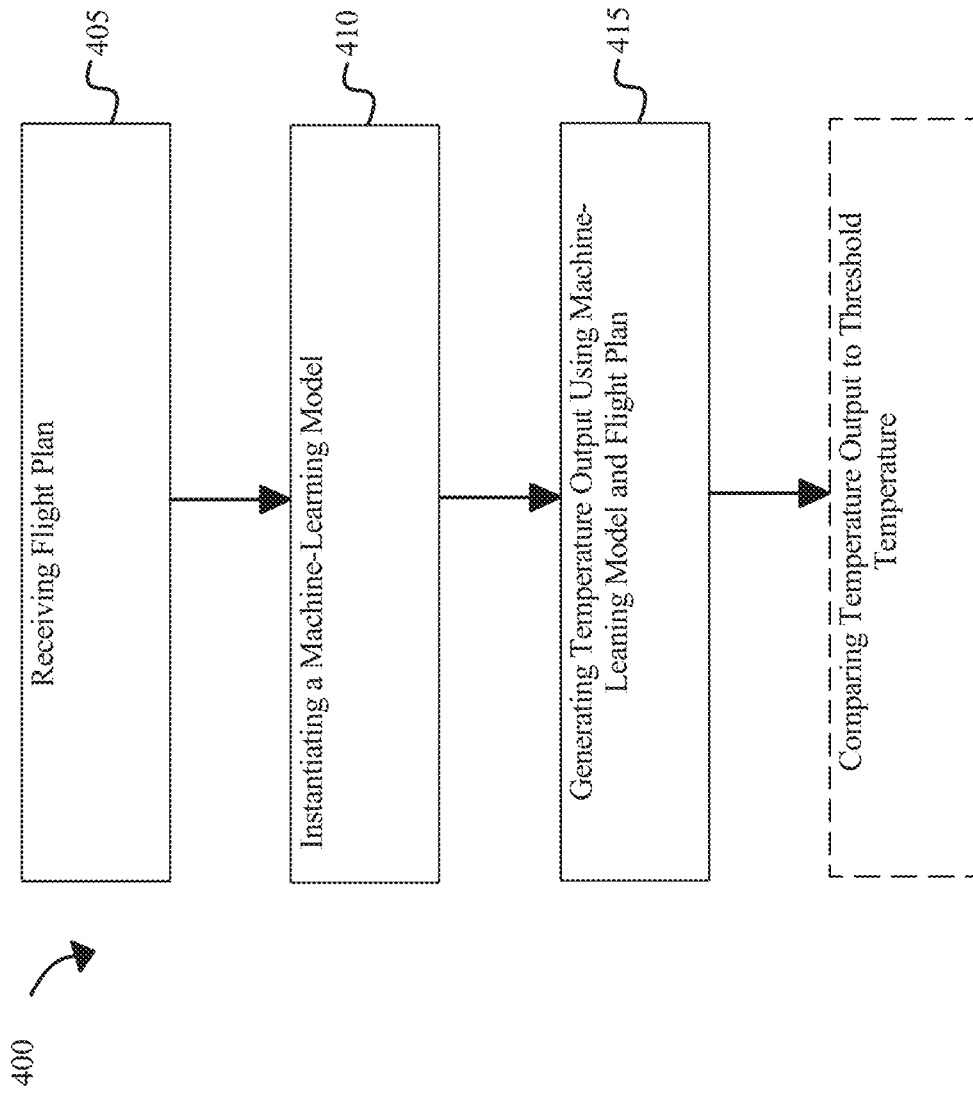 400
Receiving Flight Plan
405
Instantiating a Machine-Learning Model
410
Generating Temperature Output Using Machine-
Leaning Model and Flight Plan
415
Comparing Temperature Output to Threshold
Temperature